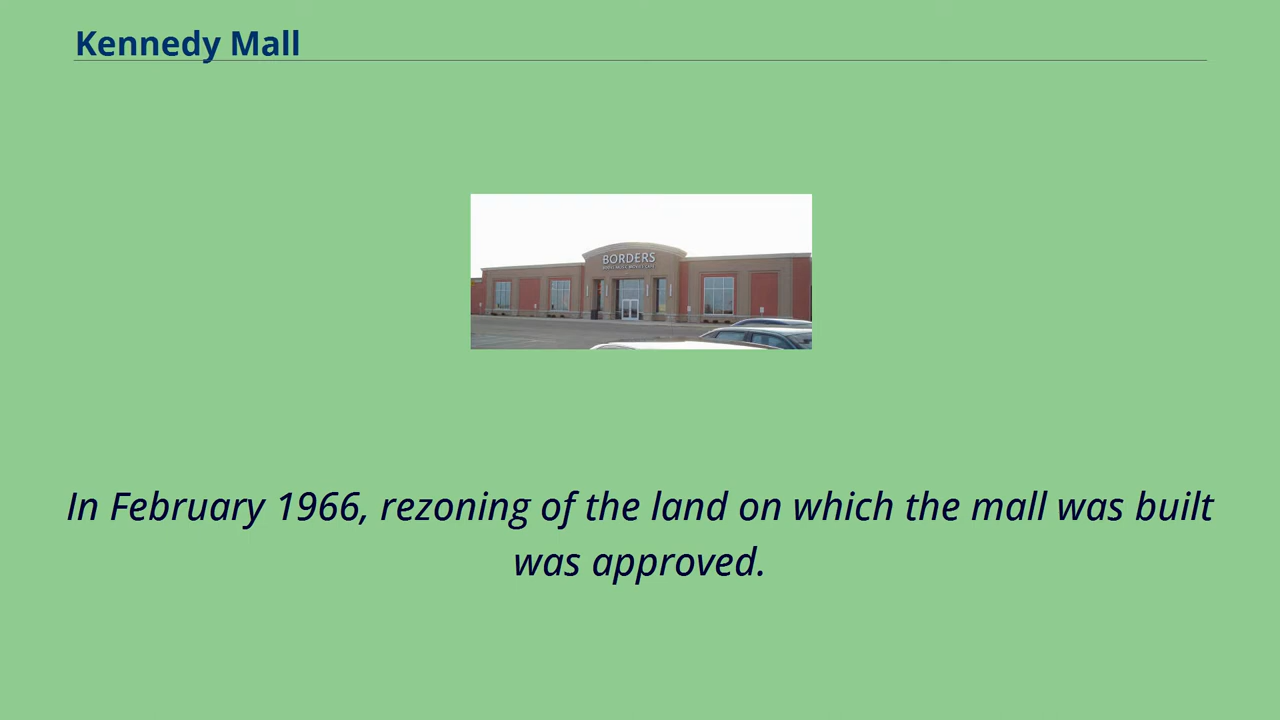 Kennedy Mall
BORDERS
In February 1966, rezoning of the land on which the mall was built
was approved.